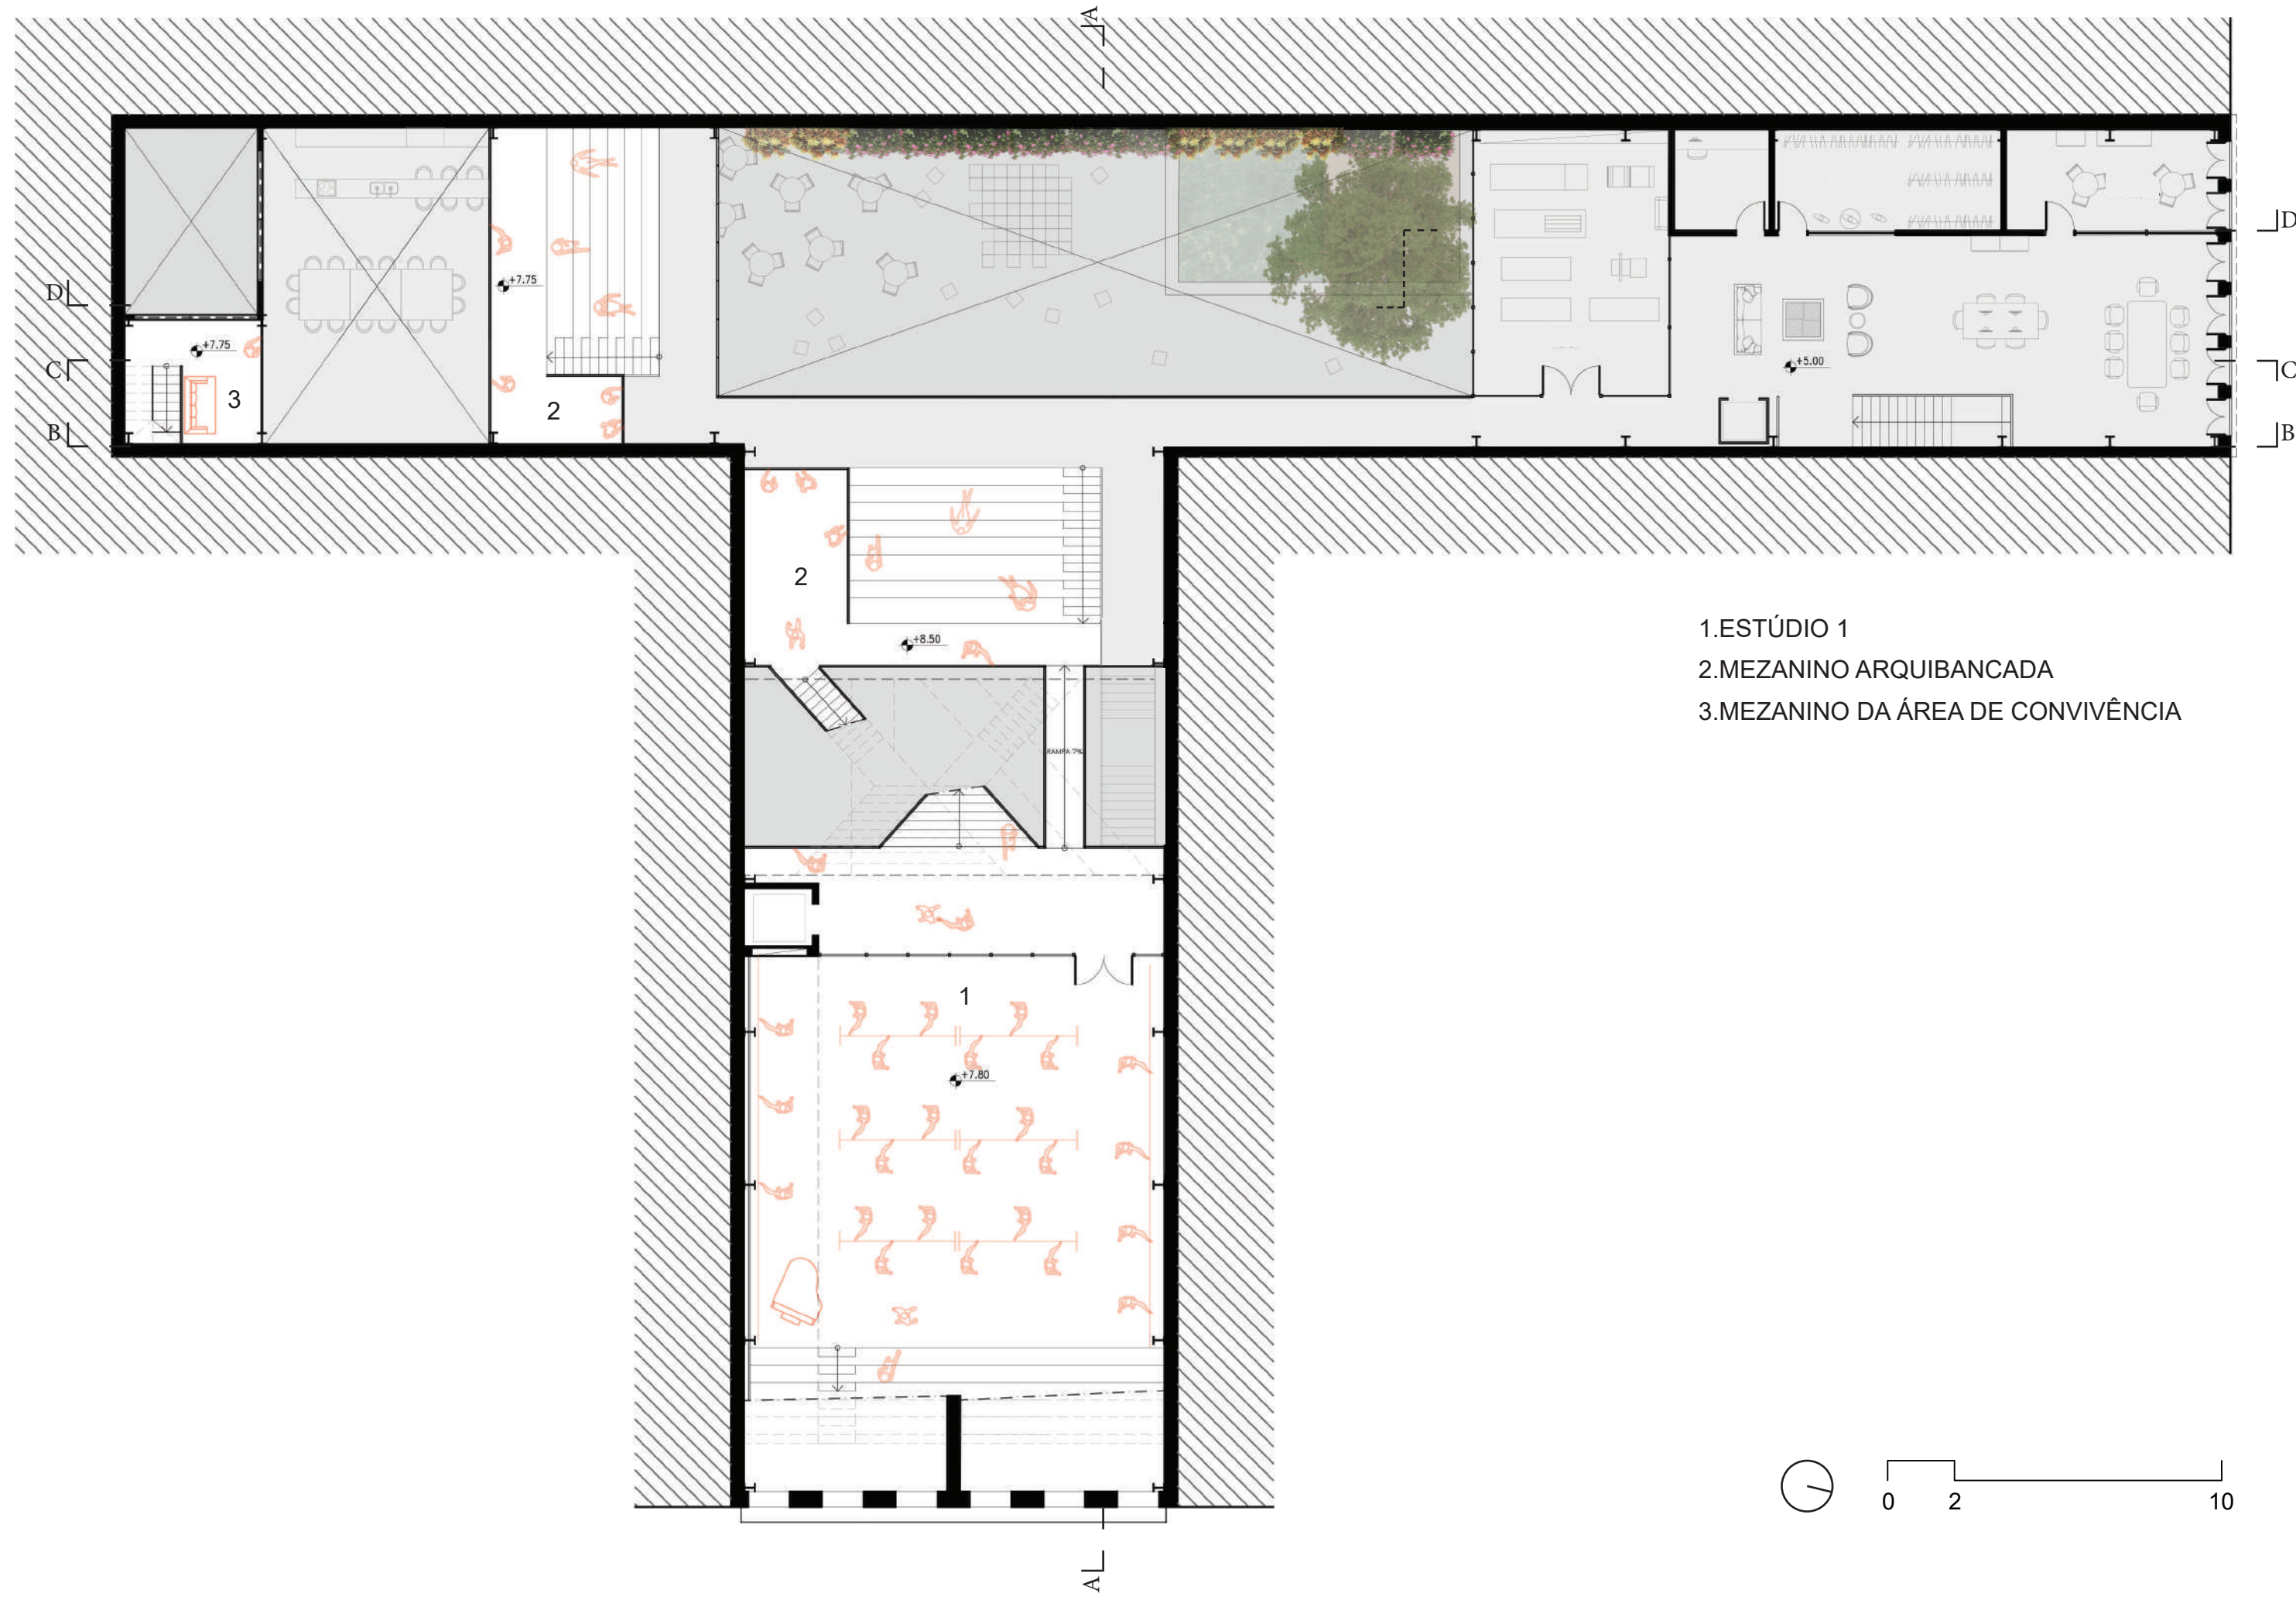 A
D
+7.75
D
+7.75
C
+5.00
C
3
2
B
B
2
1.ESTÚDIO 1
+8.50
2.MEZANINO ARQUIBANCADA
3.MEZANINO DA ÁREA DE CONVIVÊNCIA
RAMPA 7%
1
+7.80
0 2 10
A